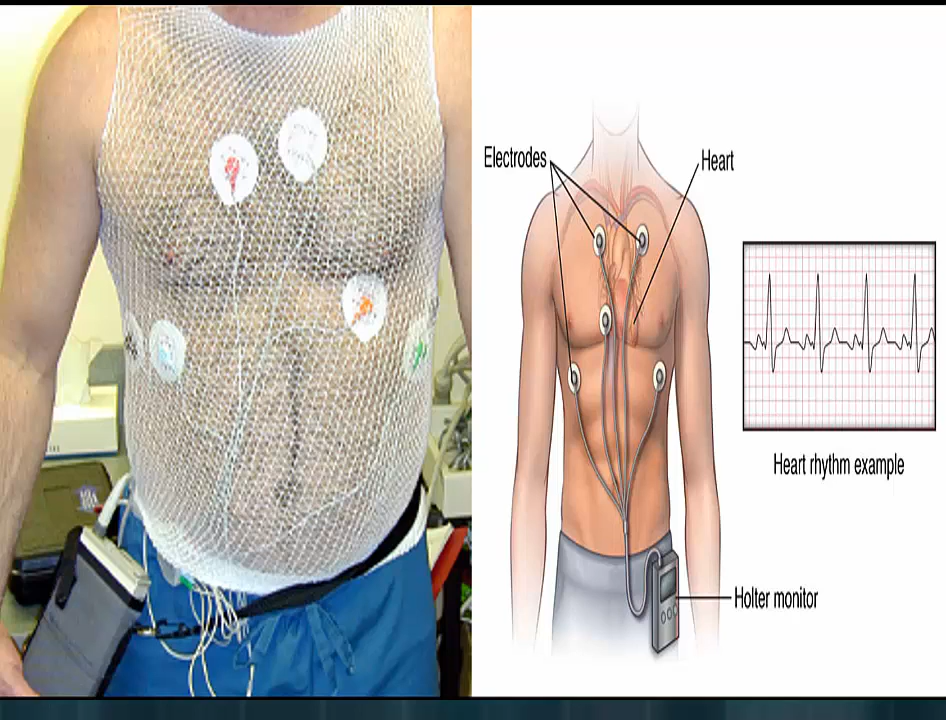 Electrodes
Heart
Heart rhythm example
Holter monitor